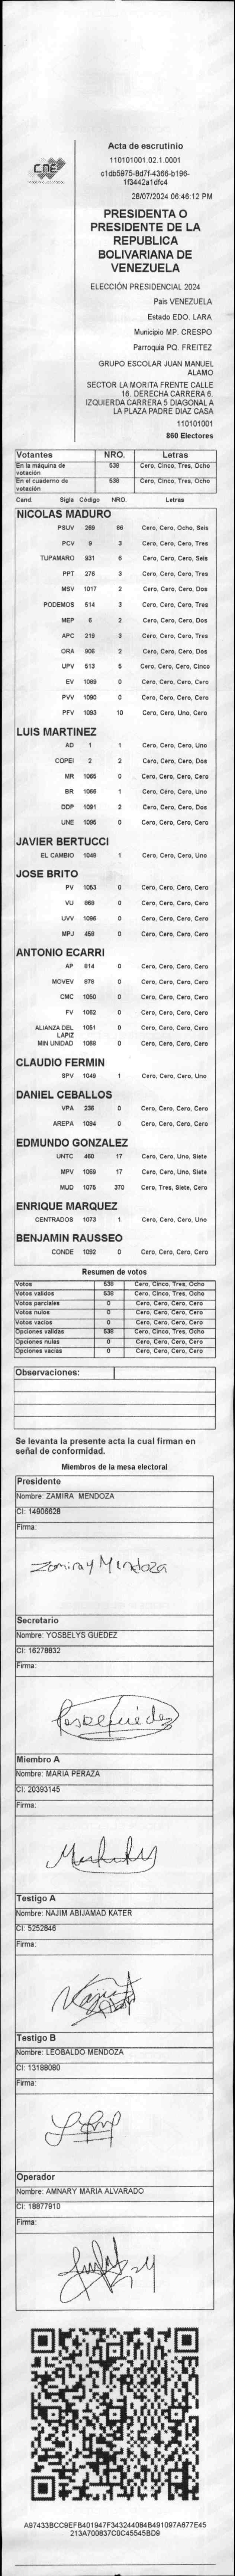 Acta de escrutinio
CNE
110101001.02.1.0001
c1db5975-8d7f-4366-b196-
1f3442a1dfc4
28/07/2024 06:46:12 PM
PRESIDENTA O
PRESIDENTE DE LA
REPUBLICA
BOLIVARIANA DE
VENEZUELA
ELECCIÓN PRESIDENCIAL 2024
Pais VENEZUELA
Estado EDO. LARA
Municipio MP. CRESPO
Parroquia PQ. FREITEZ
GRUPO ESCOLAR JUAN MANUEL
ALAMO
SECTOR LA MORITA FRENTE CALLE
16. DERECHA CARRERA 6.
IZQUIERDA CARRERA 5 DIAGONAL A
LA PLAZA PADRE DIAZ CASA
110101001
860 Electores
Votantes NRO. Letras
En la máquina de votación 538 Cero, Cinco, Tres, Ocho
En el cuaderno de votación 538 Cero, Cinco, Tres, Ocho
Cand. Sigla Código NRO. Letras
NICOLAS MADURO
PSUV 269 86 Cero, Cero, Ocho, Seis
PCV 9 3 Cero, Cero, Cero, Tres
TUPAMARO 931 6 Cero, Cero, Cero, Seis
PPT 276 3 Cero, Cero, Cero, Tres
MSV 1017 2 Cero, Cero, Cero, Dos
PODEMOS 514 3 Cero, Cero, Cero, Tres
MEP 6 2 Cero, Cero, Cero, Dos
APC 219 3 Cero, Cero, Cero, Tres
ORA 906 2 Cero, Cero, Cero, Dos
UPV 513 5 Cero, Cero, Cero, Cinco
EV 1089 0 Cero, Cero, Cero, Cero
PVV 1090 0 Cero, Cero, Cero, Cero
PFV 1093 10 Cero, Cero, Uno, Cero
LUIS MARTINEZ
AD 1 1 Cero, Cero, Cero, Uno
COPEI 2 2 Cero, Cero, Cero, Dos
MR 1065 0 Cero, Cero, Cero, Cero
BR 1066 1 Cero, Cero, Cero, Uno
DDP 1091 2 Cero, Cero, Cero, Dos
UNE 1095 0 Cero, Cero, Cero, Cero
JAVIER BERTUCCI
EL CAMBIO 1048 1 Cero, Cero, Cero, Uno
JOSE BRITO
PV 1053 0 Cero, Cero, Cero, Cero
VU 868 0 Cero, Cero, Cero, Cero
UVV 1096 0 Cero, Cero, Cero, Cero
MPJ 459 0 Cero, Cero, Cero, Cero
ANTONIO ECARRI
AP 814 0 Cero, Cero, Cero, Cero
MOVEV 878 0 Cero, Cero, Cero, Cero
CMC 1050 0 Cero, Cero, Cero, Cero
FV 1062 0 Cero, Cero, Cero, Cero
ALIANZA DEL LAPIZ 1051 0 Cero, Cero, Cero, Cero
MIN UNIDAD 1068 0 Cero, Cero, Cero, Cero
CLAUDIO FERMIN
SPV 1049 1 Cero, Cero, Cero, Uno
DANIEL CEBALLOS
VPA 236 0 Cero, Cero, Cero, Cero
AREPA 1094 0 Cero, Cero, Cero, Cero
EDMUNDO GONZALEZ
UNTC 460 17 Cero, Cero, Uno, Siete
MPV 1069 17 Cero, Cero, Uno, Siete
MUD 1075 370 Cero, Tres, Siete, Cero
ENRIQUE MARQUEZ
CENTRADOS 1073 1 Cero, Cero, Cero, Uno
BENJAMIN RAUSSEO
CONDE 1092 0 Cero, Cero, Cero, Cero
Resumen de votos
Votos 538 Cero, Cinco, Tres, Ocho
Votos validos 538 Cero, Cinco, Tres, Ocho
Votos parciales 0 Cero, Cero, Cero, Cero
Votos nulos 0 Cero, Cero, Cero, Cero
Votos vacios 0 Cero, Cero, Cero, Cero
Opciones validas 538 Cero, Cinco, Tres, Ocho
Opciones nulas 0 Cero, Cero, Cero, Cero
Opciones vacias 0 Cero, Cero, Cero, Cero
Observaciones:
Se levanta la presente acta la cual firman en
señal de conformidad.
Miembros de la mesa electoral
Presidente
Nombre: ZAMIRA MENDOZA
CI: 14906628
Firma:
Zamira y Mendoza
Secretario
Nombre: YOSBELYS GUEDEZ
CI: 16278832
Firma:
Miembro A
Nombre: MARIA PERAZA
CI: 20393145
Firma:
Testigo A
Nombre: NAJIM ABIJAMAD KATER
CI: 5252846
Firma:
Testigo B
Nombre: LEOBALDO MENDOZA
CI: 13188080
Firma:
Operador
Nombre: AMNARY MARIA ALVARADO
CI: 18877910
Firma:
A97433BCC9EFB401947F343244084B491097A677E45
213A700837C0C45545BD9